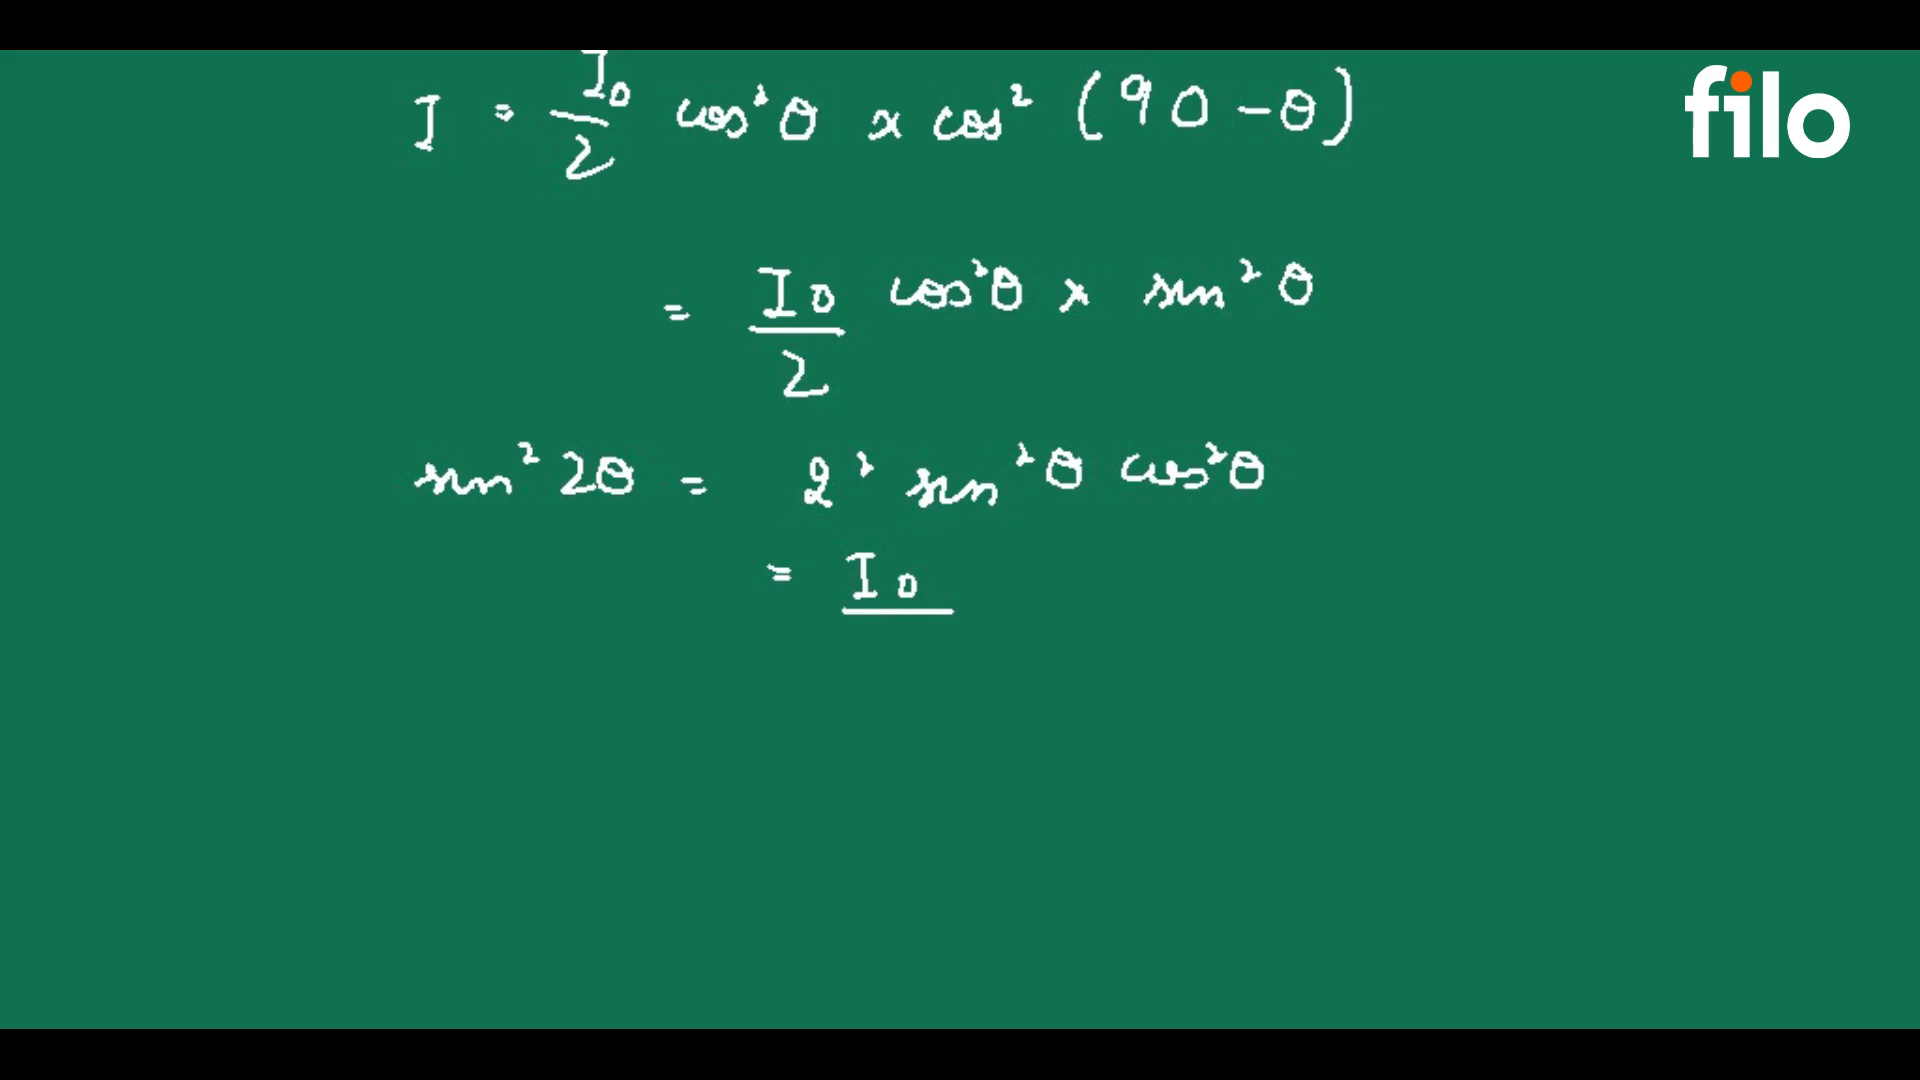 filo
I = I₀/2 cos²θ × cos² (90 - θ)
= I₀/2 cos²θ × sin²θ
sin² 2θ = 2² sin²θ cos²θ
= I₀